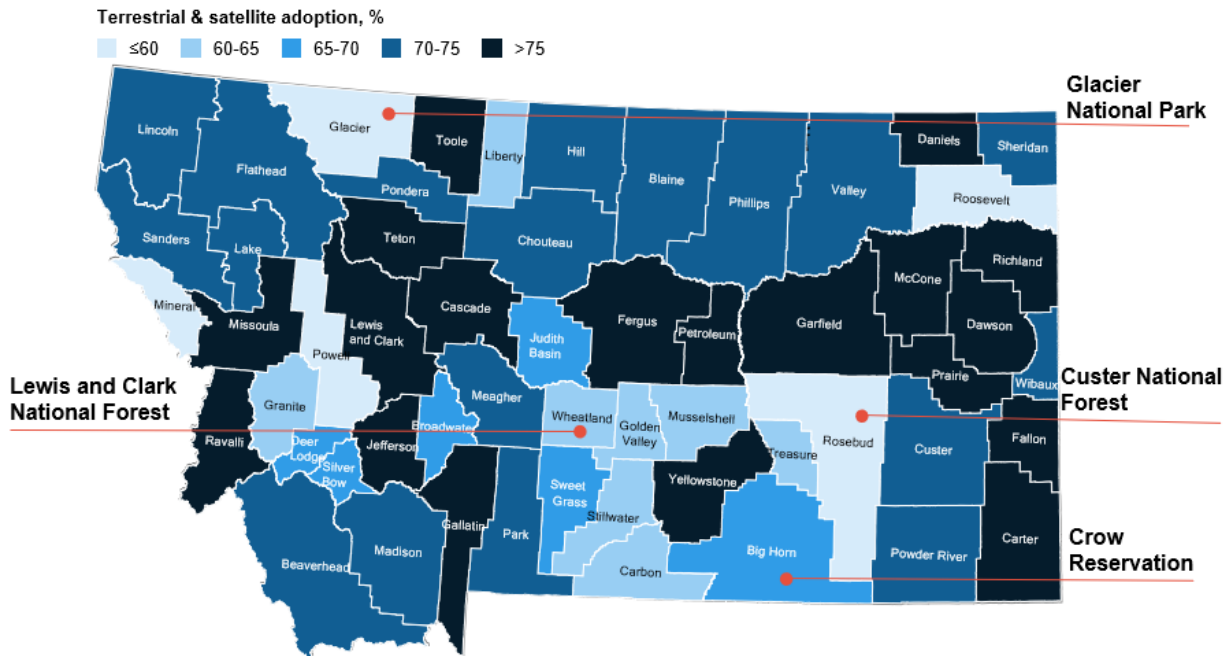 Terrestrial & satellite adoption, %
≤60
60-65
65-70
70-75
>75
Glacier
National Park
Lincoln
Glacier
Toole
Liberty
Hill
Blaine
Daniels
Sheridan
Flathead
Pondera
Phillips
Valley
Roosevelt
Sanders
Lake
Teton
Chouteau
McCone
Richland
Mineral
Missoula
Powell
Lewis
and Clark
Cascade
Judith
Basin
Fergus
Petroleum
Garfield
Dawson
Prairie
Wibaux
Lewis and Clark
National Forest
Custer National
Forest
Granite
Meagher
Broadwater
Wheatland
Golden
Valley
Musselshell
Rosebud
Custer
Fallon
Ravalli
Deer
Lodge
Silver
Bow
Jefferson
Treasure
Yellowstone
Sweet
Grass
Stillwater
Gallatin
Park
Madison
Beaverhead
Carbon
Big Horn
Powder River
Carter
Crow
Reservation